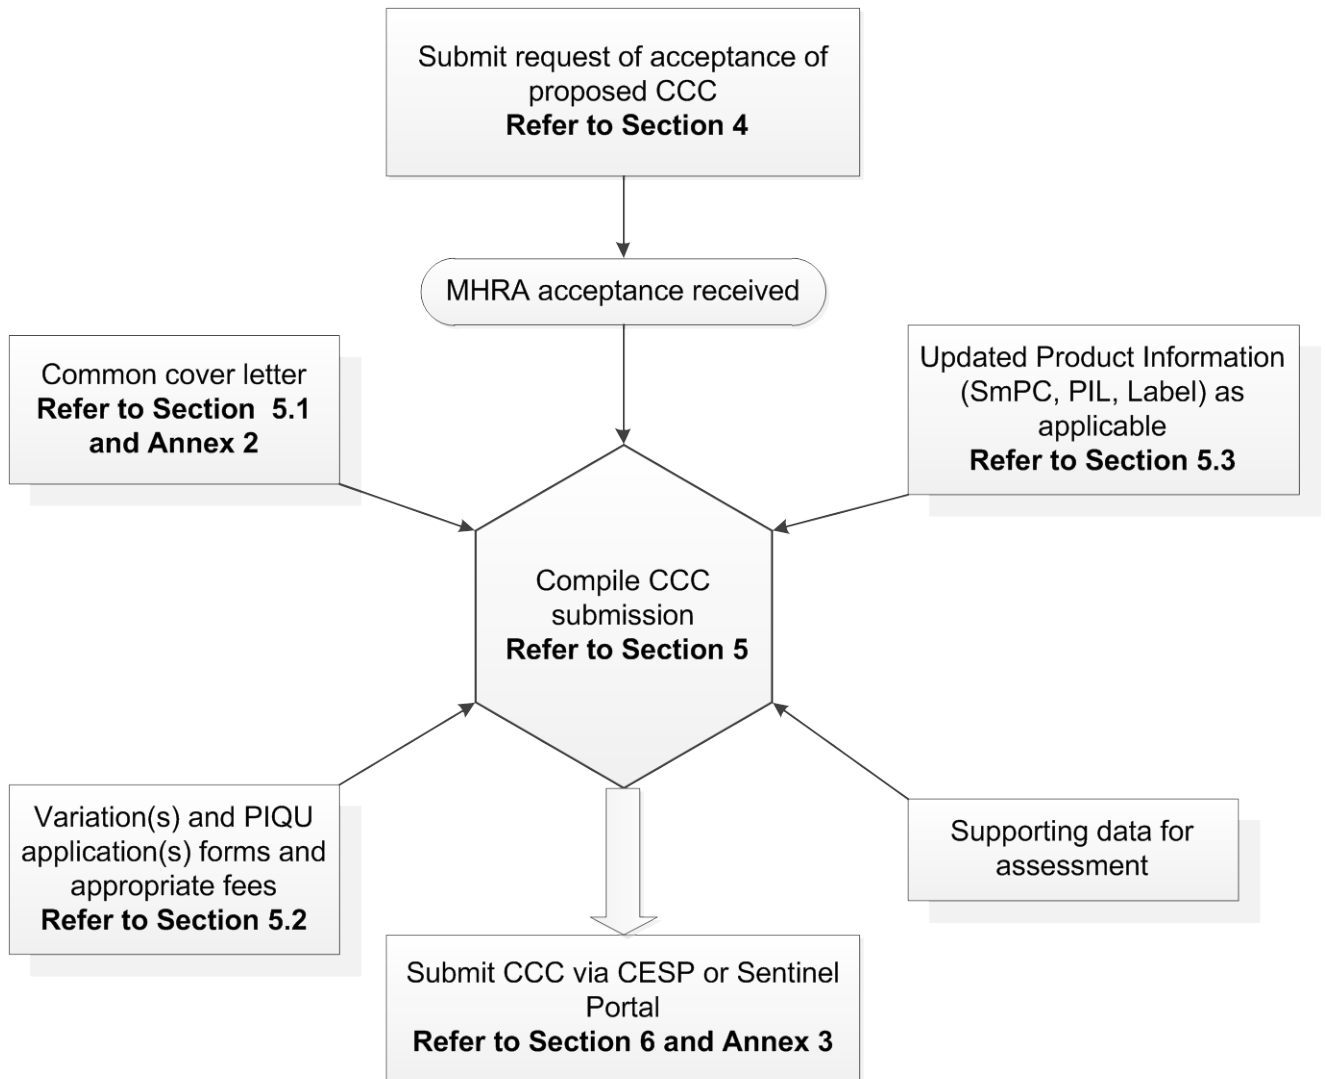 Submit request of acceptance of
proposed CCC
Refer to Section 4
MHRA acceptance received
Common cover letter
Refer to Section 5.1
and Annex 2
Updated Product Information
(SmPC, PIL, Label) as
applicable
Refer to Section 5.3
Compile CCC
submission
Refer to Section 5
Variation(s) and PIQU
application(s) forms and
appropriate fees
Refer to Section 5.2
Supporting data for
assessment
Submit CCC via CESP or Sentinel
Portal
Refer to Section 6 and Annex 3